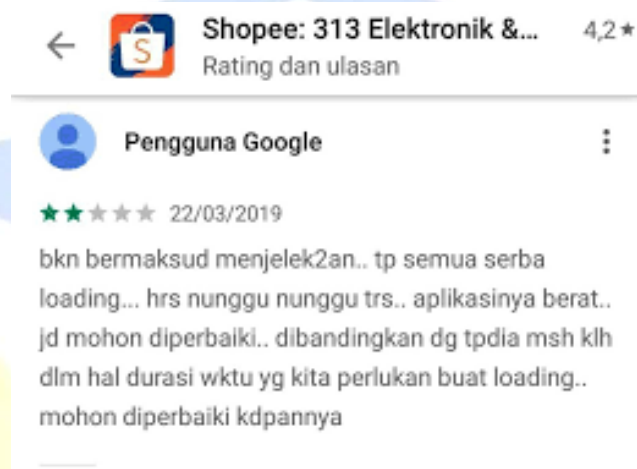 Shopee: 313 Elektronik &... 4,2★
Rating dan ulasan
Pengguna Google
22/03/2019
bkn bermaksud menjelek2an.. tp semua serba
loading... hrs nunggu nunggu trs.. aplikasinya berat..
jd mohon diperbaiki.. dibandingkan dg tpdia msh klh
dlm hal durasi wktu yg kita perlukan buat loading..
mohon diperbaiki kdpannya